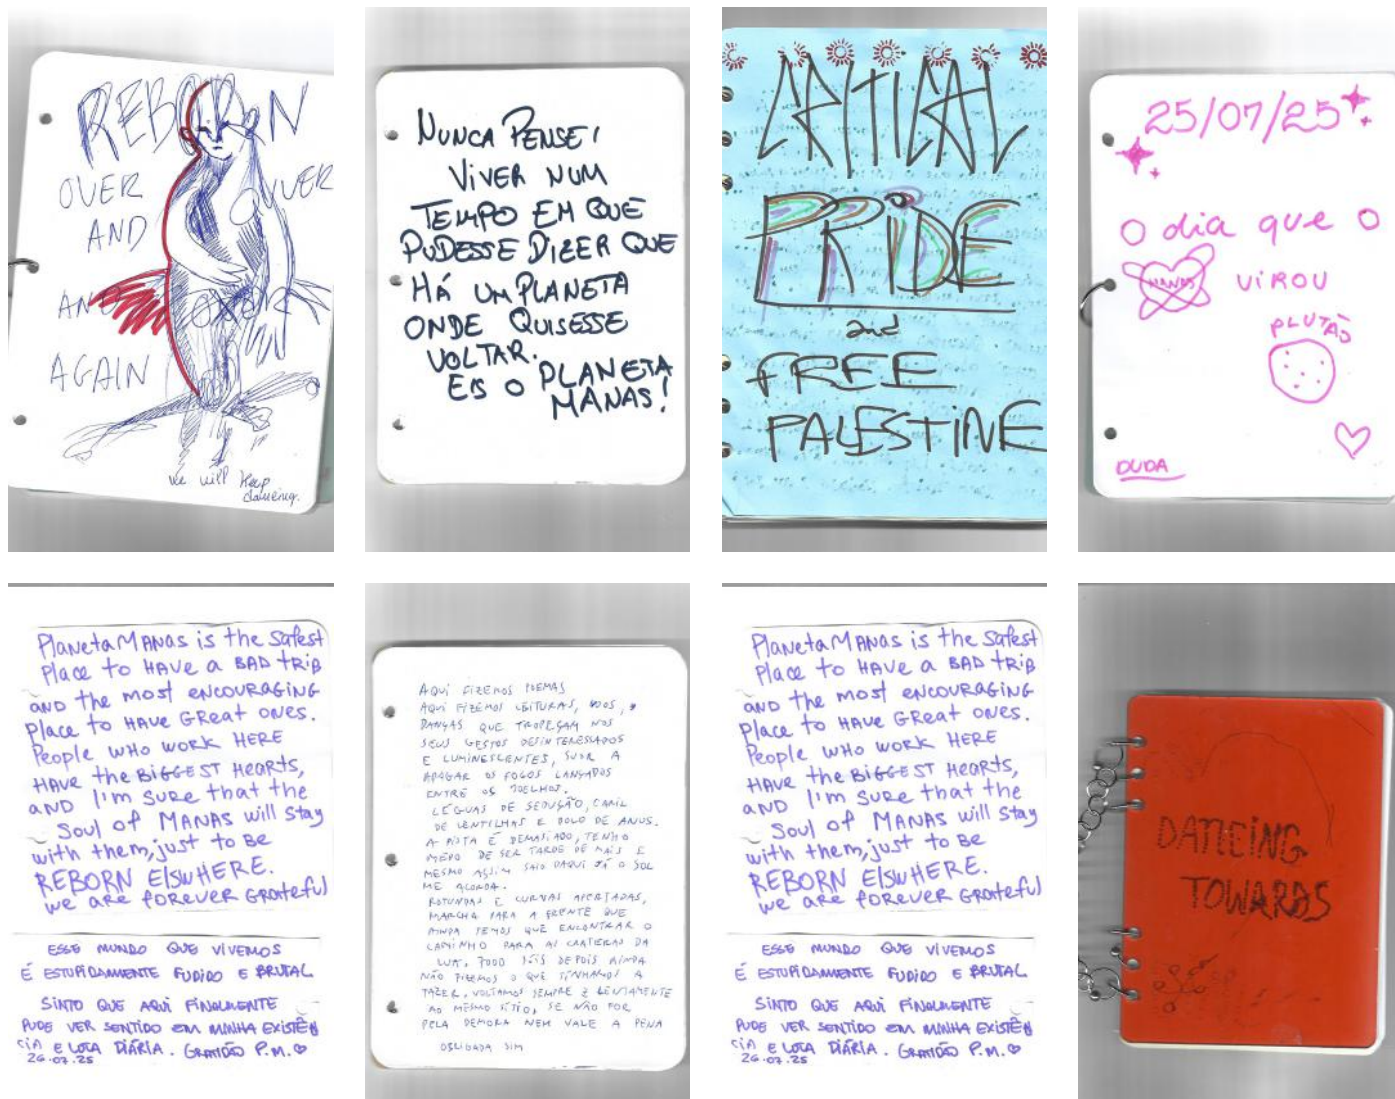 REBORN
OVER AND OVER
AND OVER
AGAIN
we will keep
dancing.
NUNCA PENSEI
VIVER NUM
TEMPO EM QUE
PUDESSE DIZER QUE
HÁ UM PLANETA
ONDE QUISESSE
VOLTAR.
EIS O PLANETA
MANAS!
CRITICAL
PRIDE
and
FREE
PALESTINE
25/07/25
O dia que o
MANAS VIROU
PLUTÃO
DUDA
PlanetaMANAS is the Safest
Place to HAVE a BAD tRiP
and the most ENCOURAGING
Place to HAVE GReat ONES.
People WHO WORK HERE
HAVE the BIGGEST HeaRts,
aND I'm SURe that the
Soul of MANAS will Stay
with them, just to Be
REBORN ElSWHERE.
we are FOREVER GRateful
ESSE MUNDO QUE VIVEMOS
É ESTUPIDAMENTE FUDIDO E BRUTAL
SINTO QUE AQUI FINALMENTE
PUDE VER SENTIDO EM MINHA EXISTÊN
CIA E LUTA DIÁRIA. GRATIDÃO P.M.
26.07.25
AQUI FIZEMOS POEMAS
AQUI FIZEMOS LEITURAS,
DANÇAS QUE TROPEÇAM NOS
SEUS GESTOS DESINTERESSADOS
E LUMINESCENTES, SUOR A
APAGAR OS FOGOS LANÇADOS
ENTRE OS JOELHOS.
LÉGUAS DE SEDUÇÃO, CARIL
DE LENTILHAS E BOLO DE ANUS.
A PISTA É DEMASIADO, TENHO
MEDO DE SER TARDE DE MAIS E
MESMO ASSIM SAIO DAQUI JÁ O SOL
ME ACORDA.
ROTUNDAS E CURVAS APERTADAS,
MARCHA PARA A FRENTE QUE
AINDA TEMOS QUE ENCONTRAR O
CAMINHO PARA AS CRATERAS DA
LUA, DEPOIS AINDA
NÃO FIZEMOS O QUE TÍNHAMOS A
FAZER, VOLTAMOS SEMPRE E LENTAMENTE
AO MESMO SÍTIO, SE NÃO FOR
PELA DEMORA NEM VALE A PENA
OBRIGADA SIM
PlanetaMANAS is the Safest
Place to HAVE a BAD tRiP
and the most ENCOURAGING
Place to HAVE GReat ONES.
People WHO WORK HERE
HAVE the BIGGEST HeaRts,
aND I'm SURe that the
Soul of MANAS will Stay
with them, just to Be
REBORN ElSWHERE.
we are FOREVER GRateful
ESSE MUNDO QUE VIVEMOS
É ESTUPIDAMENTE FUDIDO E BRUTAL
SINTO QUE AQUI FINALMENTE
PUDE VER SENTIDO EM MINHA EXISTÊN
CIA E LUTA DIÁRIA. GRATIDÃO P.M.
26.07.25
DANCING
TOWARDS